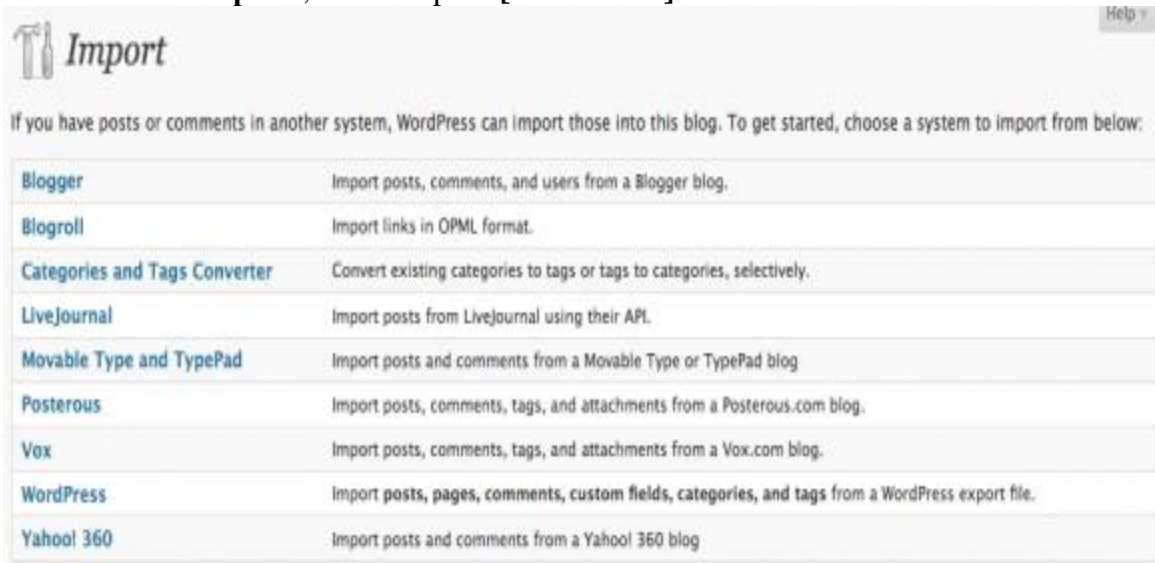 Help
Import
If you have posts or comments in another system, WordPress can import those into this blog. To get started, choose a system to import from below:
Blogger Import posts, comments, and users from a Blogger blog.
Blogroll Import links in OPML format.
Categories and Tags Converter Convert existing categories to tags or tags to categories, selectively.
LiveJournal Import posts from LiveJournal using their API.
Movable Type and TypePad Import posts and comments from a Movable Type or TypePad blog
Posterous Import posts, comments, tags, and attachments from a Posterous.com blog.
Vox Import posts, comments, tags, and attachments from a Vox.com blog.
WordPress Import posts, pages, comments, custom fields, categories, and tags from a WordPress export file.
Yahoo! 360 Import posts and comments from a Yahoo! 360 blog